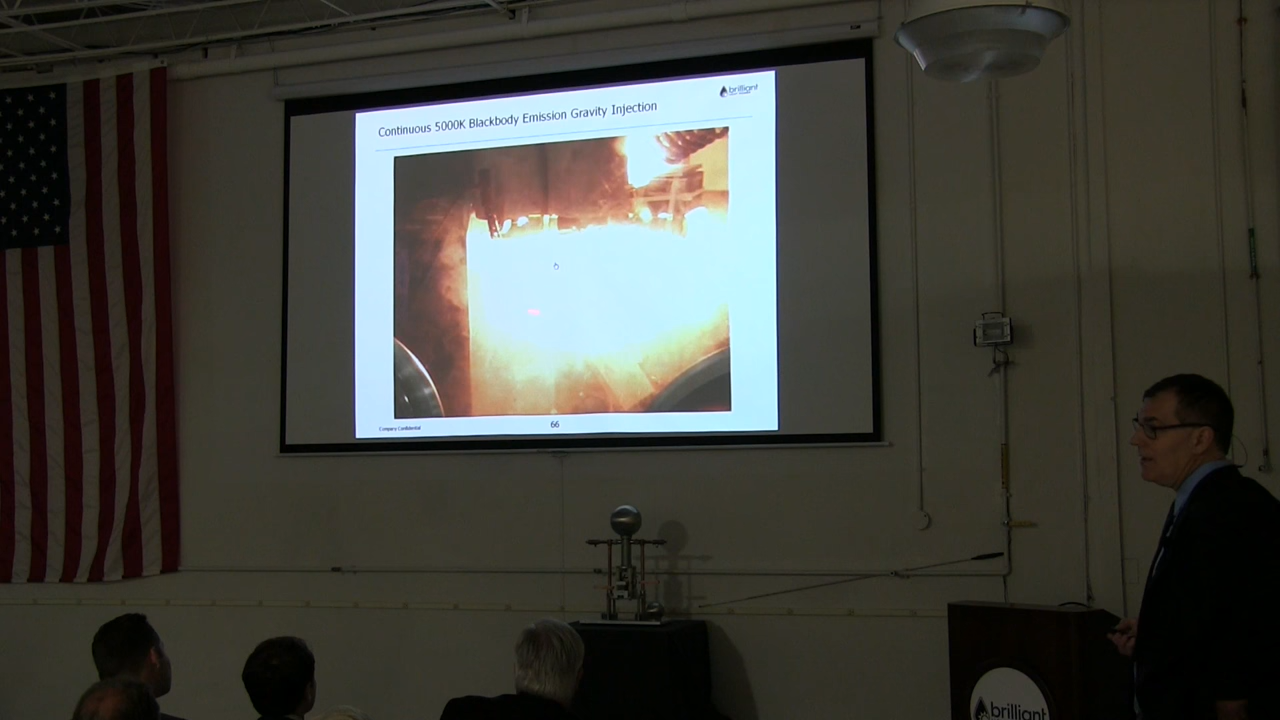 brilliant
Continuous 5000K Blackbody Emission Gravity Injection
Company Confidential
66
brilliant